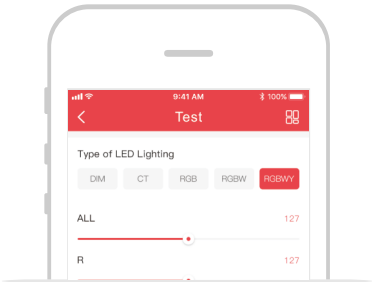 9:41 AM 100%
Test
Type of LED Lighting
DIM CT RGB RGBW RGBWY
ALL 127
R 127